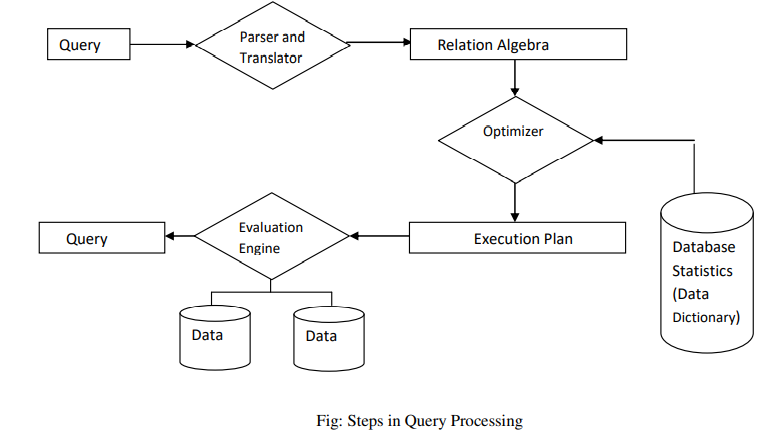 Query
Parser and
Translator
Relation Algebra
Optimizer
Query
Evaluation
Engine
Execution Plan
Database
Statistics
(Data
Dictionary)
Data
Data
Fig: Steps in Query Processing